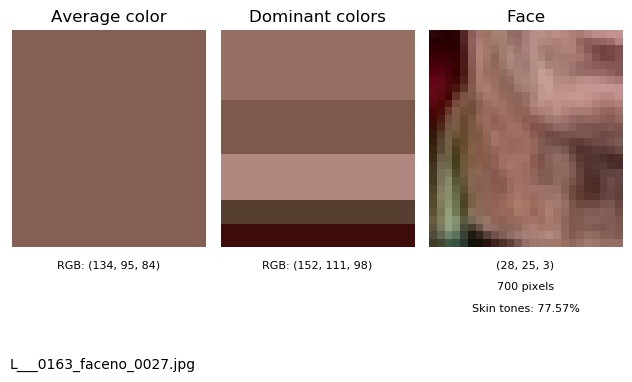 Average color
Dominant colors
Face
RGB: (134, 95, 84)
RGB: (152, 111, 98)
(28, 25, 3)
700 pixels
Skin tones: 77.57%
L___0163_faceno_0027.jpg